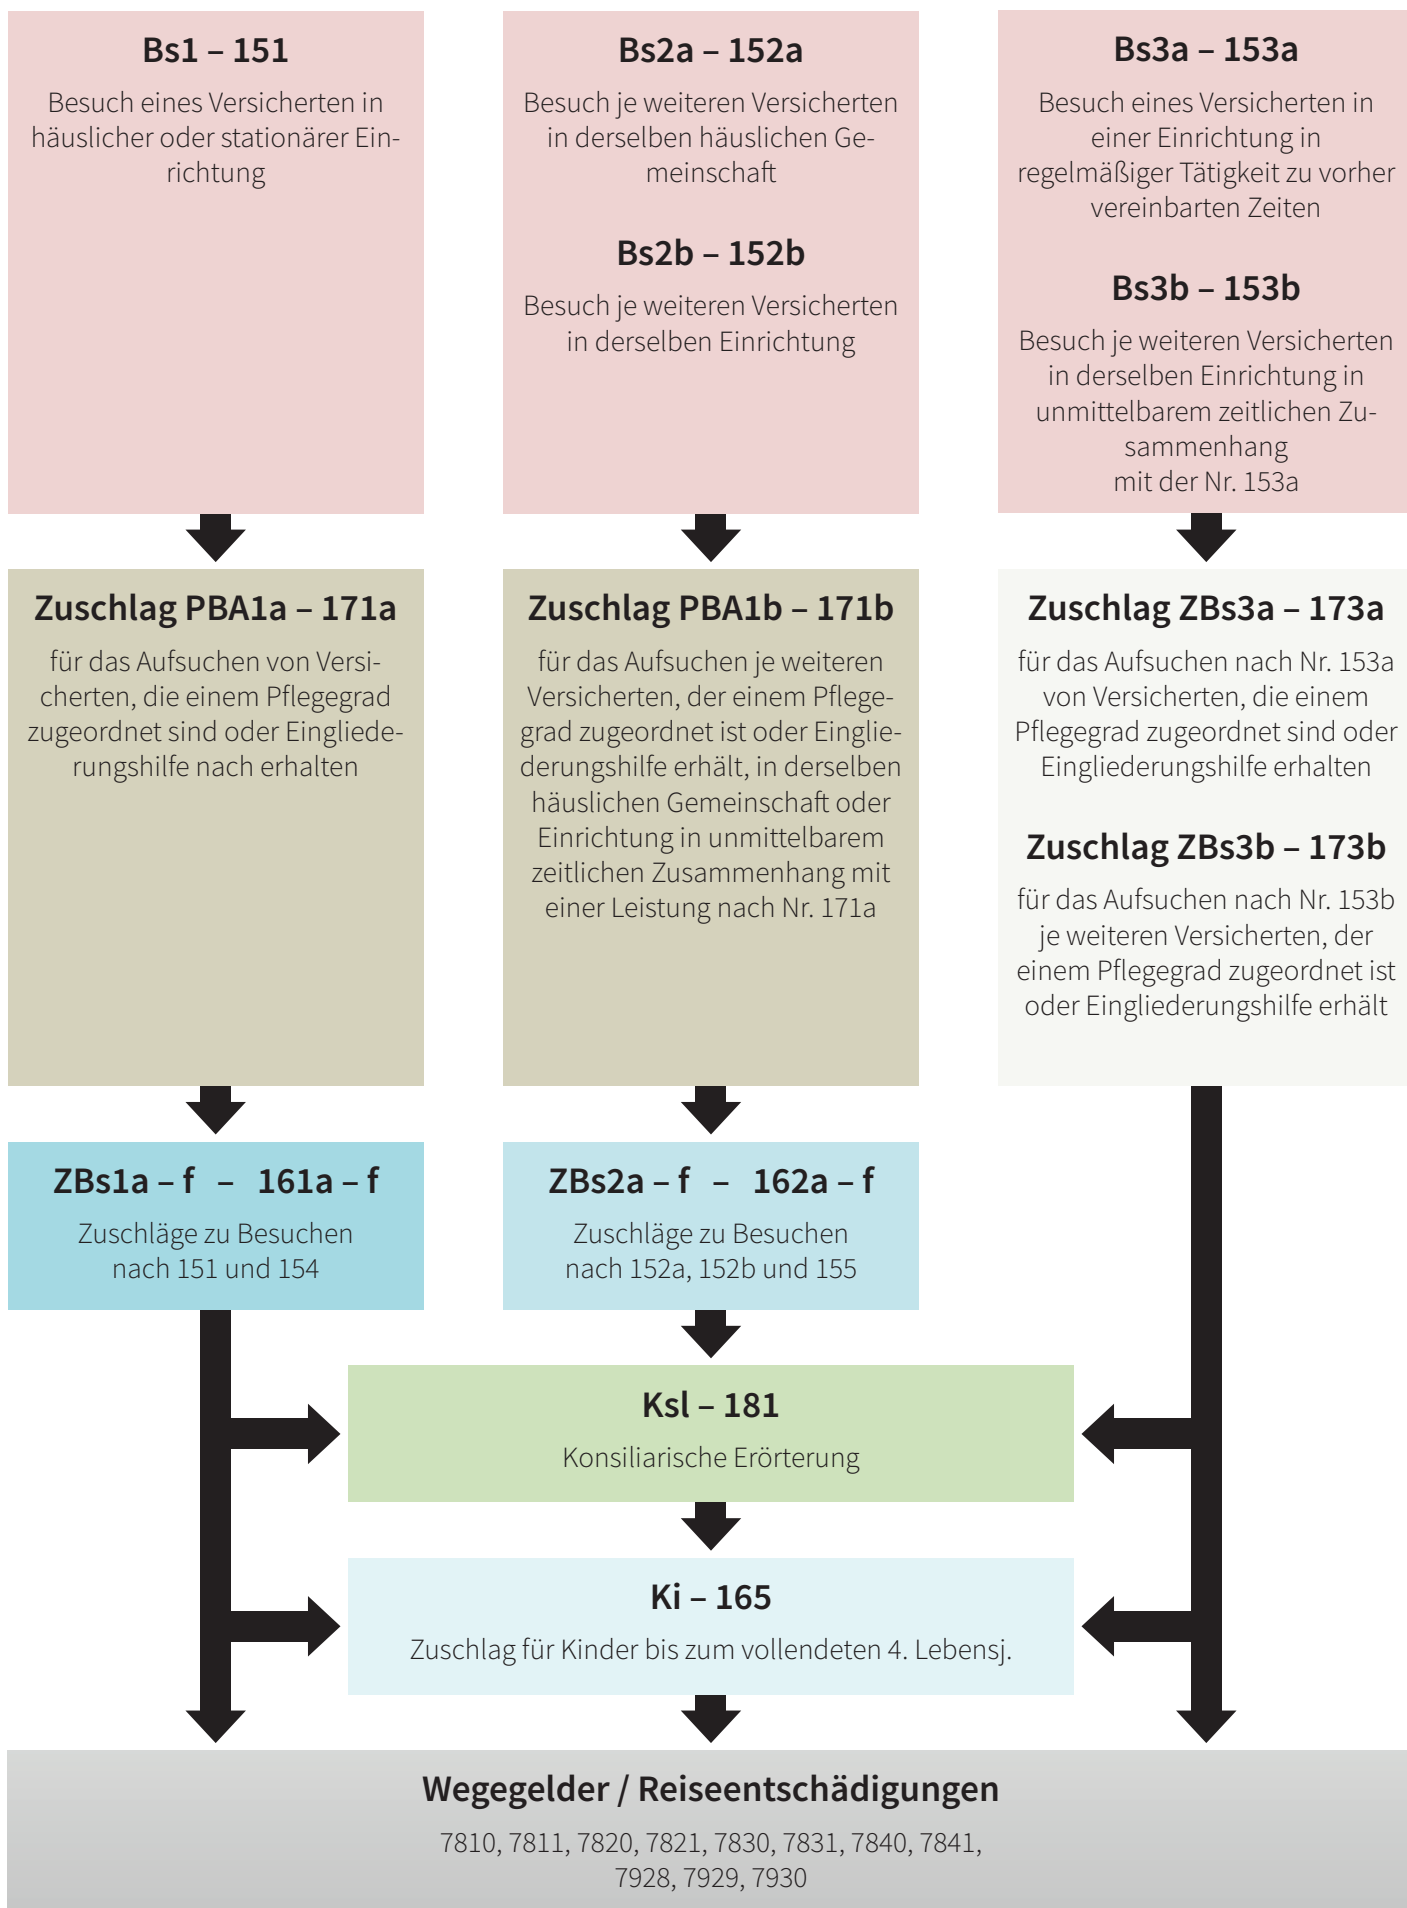 Bs1 – 151
Besuch eines Versicherten in
häuslicher oder stationärer Ein-
richtung
Bs2a – 152a
Besuch je weiteren Versicherten
in derselben häuslichen Ge-
meinschaft
Bs2b – 152b
Besuch je weiteren Versicherten
in derselben Einrichtung
Bs3a – 153a
Besuch eines Versicherten in
einer Einrichtung in
regelmäßiger Tätigkeit zu vorher
vereinbarten Zeiten
Bs3b – 153b
Besuch je weiteren Versicherten
in derselben Einrichtung in
unmittelbarem zeitlichen Zu-
sammenhang
mit der Nr. 153a
Zuschlag PBA1a – 171a
für das Aufsuchen von Versi-
cherten, die einem Pflegegrad
zugeordnet sind oder Eingliede-
rungshilfe nach erhalten
Zuschlag PBA1b – 171b
für das Aufsuchen je weiteren
Versicherten, der einem Pflege-
grad zugeordnet ist oder Einglie-
derungshilfe erhält, in derselben
häuslichen Gemeinschaft oder
Einrichtung in unmittelbarem
zeitlichen Zusammenhang mit
einer Leistung nach Nr. 171a
Zuschlag ZBs3a – 173a
für das Aufsuchen nach Nr. 153a
von Versicherten, die einem
Pflegegrad zugeordnet sind oder
Eingliederungshilfe erhalten
Zuschlag ZBs3b – 173b
für das Aufsuchen nach Nr. 153b
je weiteren Versicherten, der
einem Pflegegrad zugeordnet ist
oder Eingliederungshilfe erhält
ZBs1a – f – 161a – f
Zuschläge zu Besuchen
nach 151 und 154
ZBs2a – f – 162a – f
Zuschläge zu Besuchen
nach 152a, 152b und 155
Ksl – 181
Konsiliarische Erörterung
Ki – 165
Zuschlag für Kinder bis zum vollendeten 4. Lebensj.
Wegegelder / Reiseentschädigungen
7810, 7811, 7820, 7821, 7830, 7831, 7840, 7841,
7928, 7929, 7930